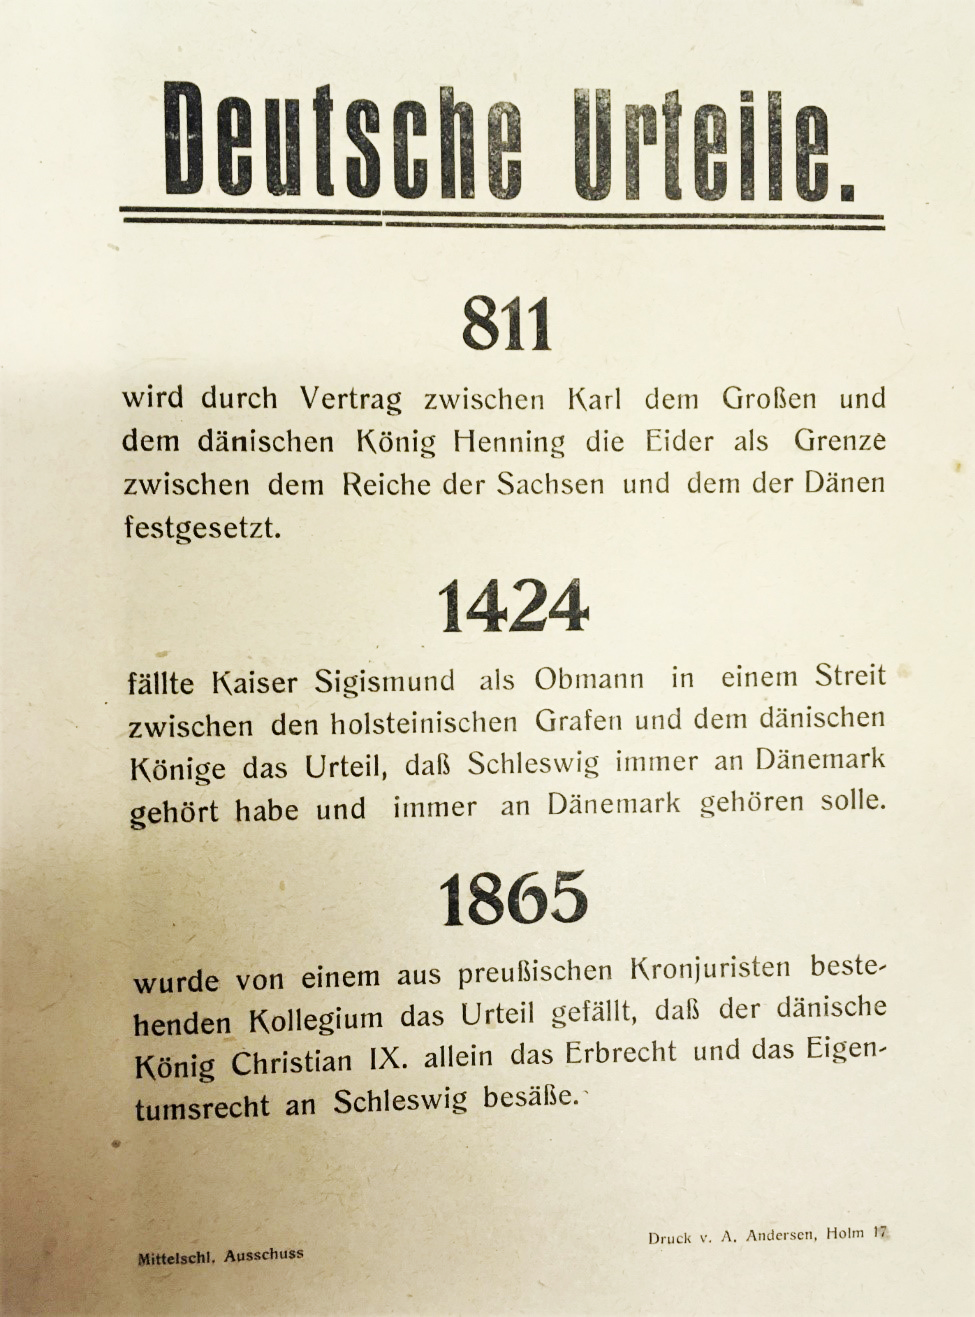 Deutsche Urteile.
811
wird durch Vertrag zwischen Karl dem Großen und
dem dänischen König Henning die Eider als Grenze
zwischen dem Reiche der Sachsen und dem der Dänen
festgesetzt.
1424
fällte Kaiser Sigismund als Obmann in einem Streit
zwischen den holsteinischen Grafen und dem dänischen
Könige das Urteil, daß Schleswig immer an Dänemark
gehört habe und immer an Dänemark gehören solle.
1865
wurde von einem aus preußischen Kronjuristen beste-
henden Kollegium das Urteil gefällt, daß der dänische
König Christian IX. allein das Erbrecht und das Eigen-
tumsrecht an Schleswig besäße.
Mittelschl. Ausschuss
Druck v. A. Andersen, Holm 17